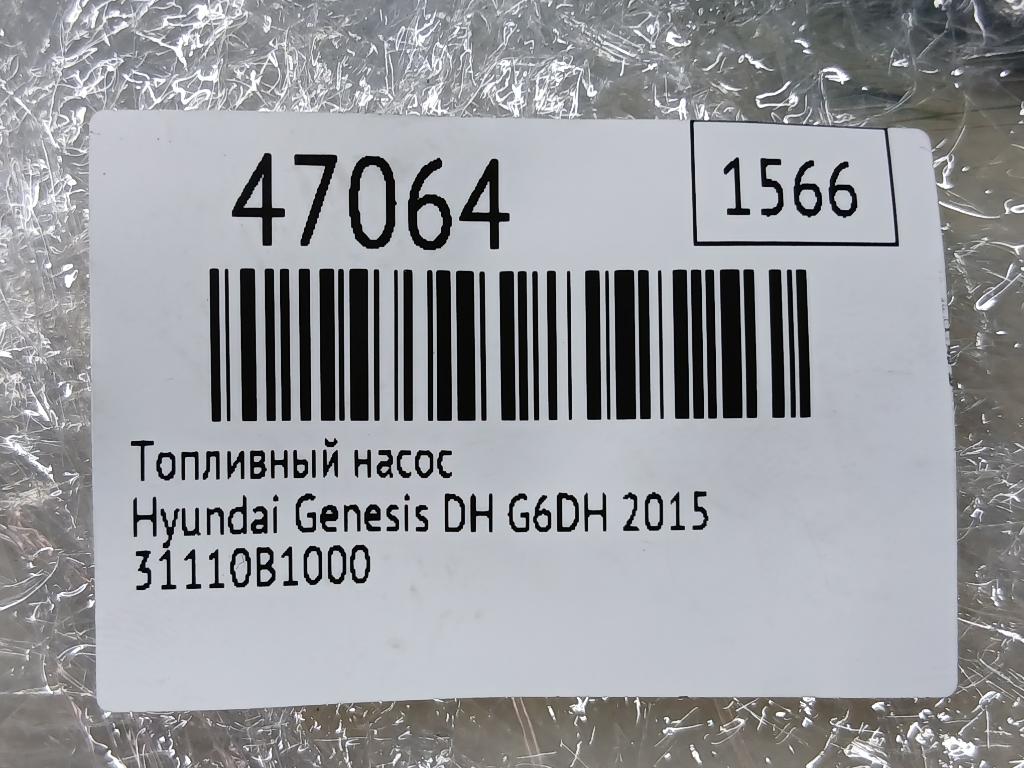 47064
1566
Топливный насос
Hyundai Genesis DH G6DH 2015
31110B1000